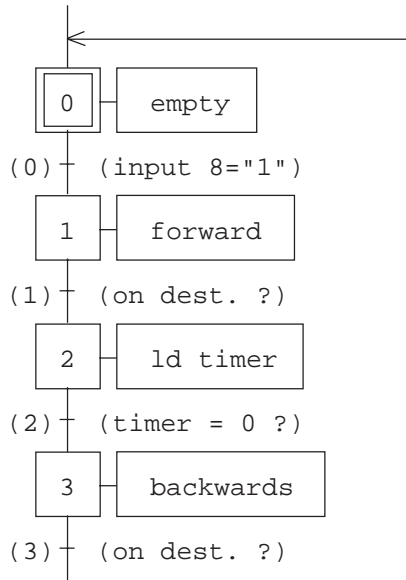 0 empty
(0) (input 8="1")
1 forward
(1) (on dest. ?)
2 ld timer
(2) (timer = 0 ?)
3 backwards
(3) (on dest. ?)